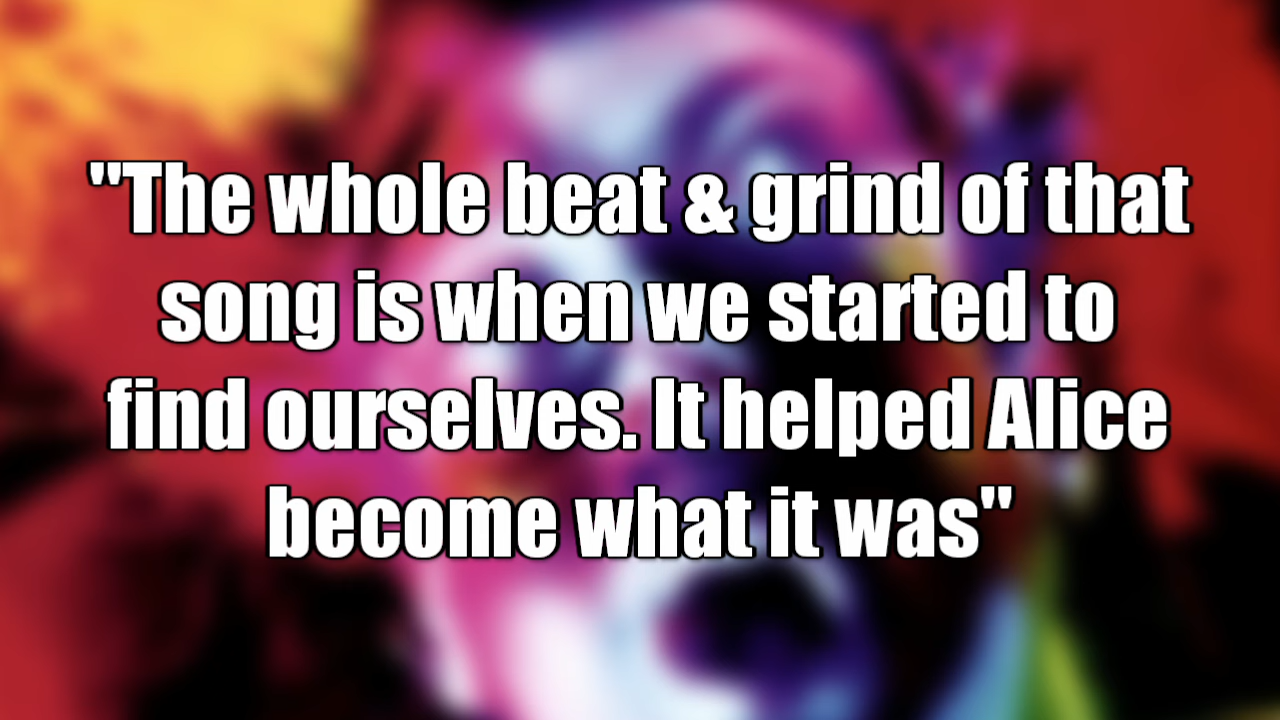 "The whole beat & grind of that
song is when we started to
find ourselves. It helped Alice
become what it was"